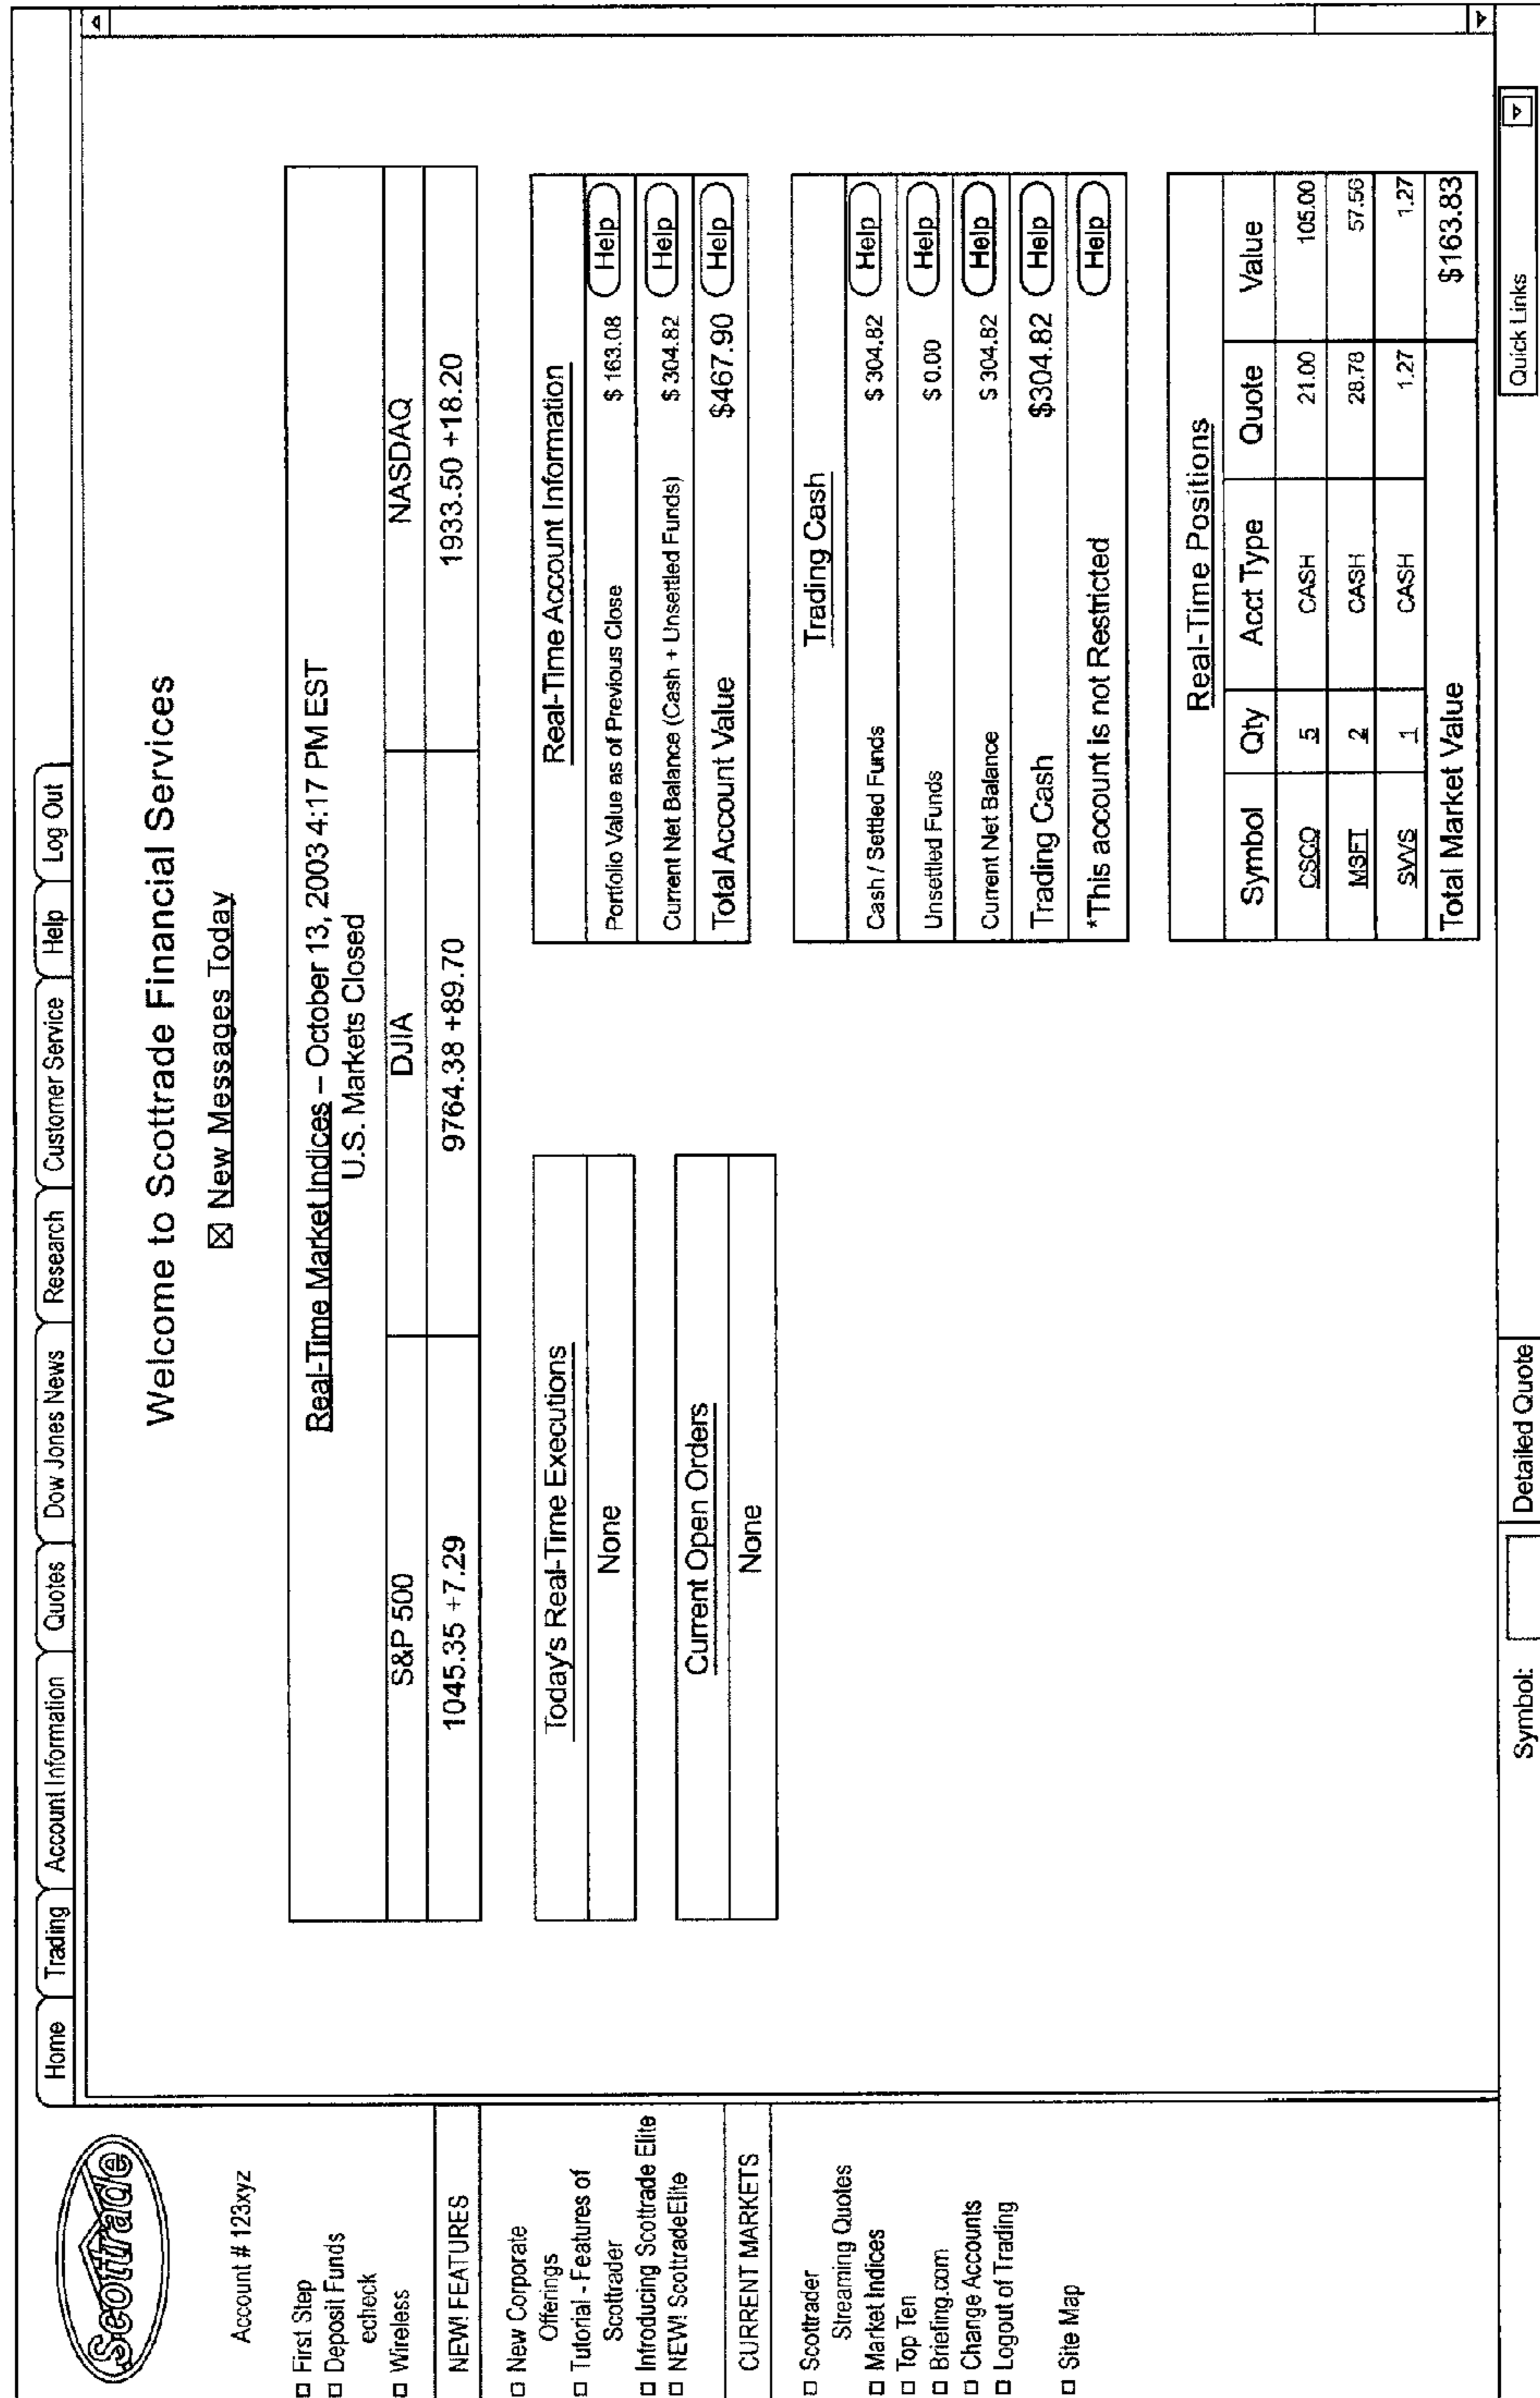 Home Trading Account Information Quotes Dow Jones News Research Customer Service Help Log Out
Scottrade
Account # 123xyz
First Step
Deposit Funds
echeck
Wireless
NEW! FEATURES
New Corporate
Offerings
Tutorial - Features of
Scottrader
Introducing Scottrade Elite
NEW! ScottradeElite
CURRENT MARKETS
Scottrader
Streaming Quotes
Market Indices
Top Ten
Briefing.com
Change Accounts
Logout of Trading
Site Map
Welcome to Scottrade Financial Services
New Messages Today
Real-Time Market Indices – October 13, 2003 4:17 PM EST
U.S. Markets Closed
S&P 500 DJIA NASDAQ
1045.35 +7.29 9764.38 +89.70 1933.50 +18.20
Today's Real-Time Executions
None
Current Open Orders
None
Real-Time Account Information
Portfolio Value as of Previous Close $ 163.08 Help
Current Net Balance (Cash + Unsettled Funds) $ 304.82 Help
Total Account Value $467.90 Help
Trading Cash
Cash / Settled Funds $ 304.82 Help
Unsettled Funds $ 0.00 Help
Current Net Balance $ 304.82 Help
Trading Cash $304.82 Help
*This account is not Restricted Help
Real-Time Positions
Symbol Qty Acct Type Quote Value
CSCO 5 CASH 21.00 105.00
MSFT 2 CASH 28.78 57.56
SVVS 1 CASH 1.27 1.27
Total Market Value $163.83
Symbol: Detailed Quote Quick Links